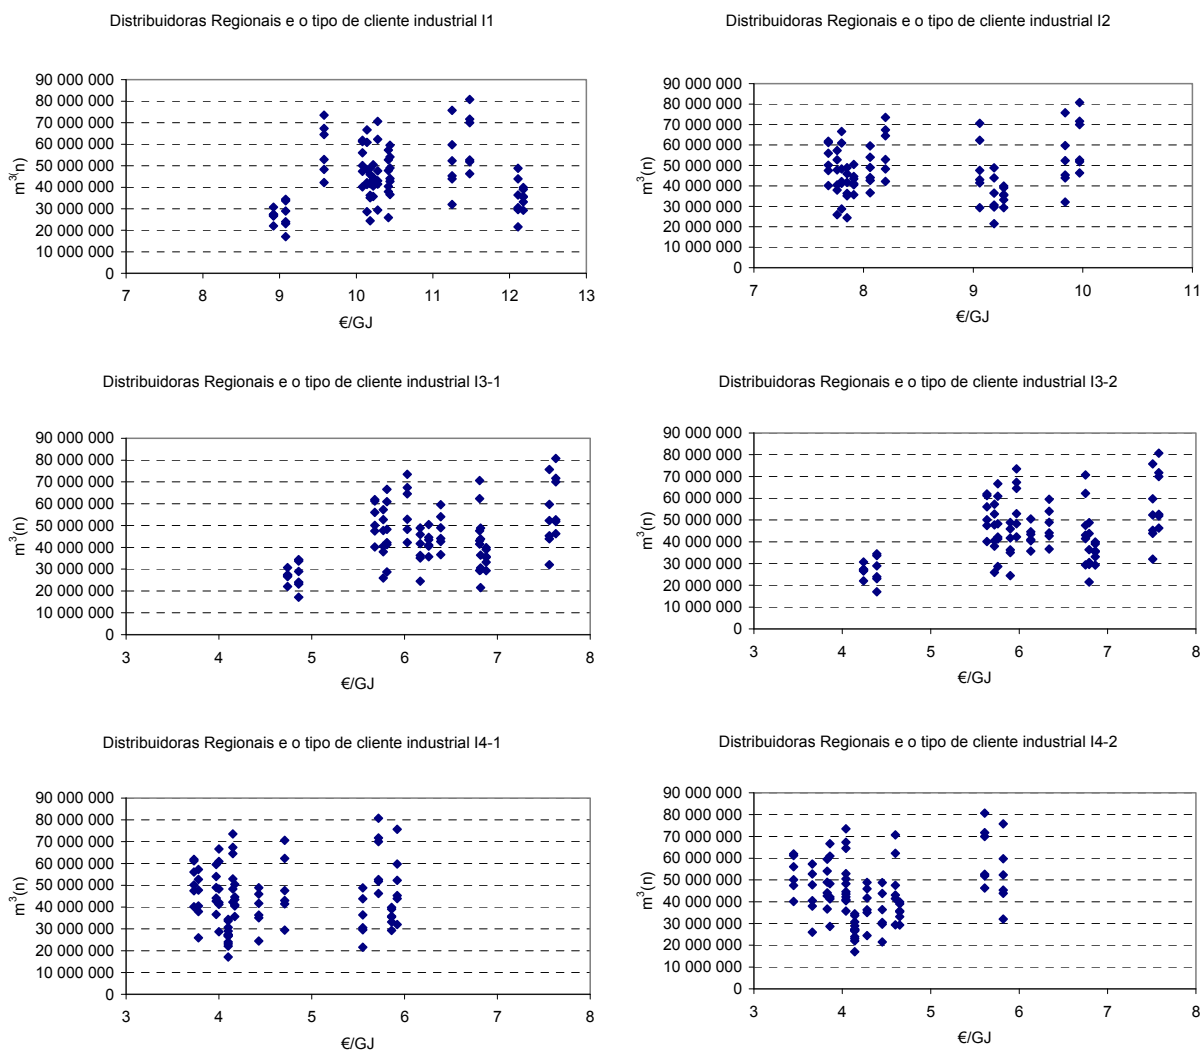 Distribuidoras Regionais e o tipo de cliente industrial I1
90 000 000
80 000 000
70 000 000
60 000 000
50 000 000
40 000 000
30 000 000
20 000 000
10 000 000
0
m³(n)
7 8 9 10 11 12 13
€/GJ
Distribuidoras Regionais e o tipo de cliente industrial I2
90 000 000
80 000 000
70 000 000
60 000 000
50 000 000
40 000 000
30 000 000
20 000 000
10 000 000
0
m³(n)
7 8 9 10 11
€/GJ
Distribuidoras Regionais e o tipo de cliente industrial I3-1
90 000 000
80 000 000
70 000 000
60 000 000
50 000 000
40 000 000
30 000 000
20 000 000
10 000 000
0
m³(n)
3 4 5 6 7 8
€/GJ
Distribuidoras Regionais e o tipo de cliente industrial I3-2
90 000 000
80 000 000
70 000 000
60 000 000
50 000 000
40 000 000
30 000 000
20 000 000
10 000 000
0
m³(n)
3 4 5 6 7 8
€/GJ
Distribuidoras Regionais e o tipo de cliente industrial I4-1
90 000 000
80 000 000
70 000 000
60 000 000
50 000 000
40 000 000
30 000 000
20 000 000
10 000 000
0
m³(n)
3 4 5 6 7 8
€/GJ
Distribuidoras Regionais e o tipo de cliente industrial I4-2
90 000 000
80 000 000
70 000 000
60 000 000
50 000 000
40 000 000
30 000 000
20 000 000
10 000 000
0
m³(n)
3 4 5 6 7 8
€/GJ